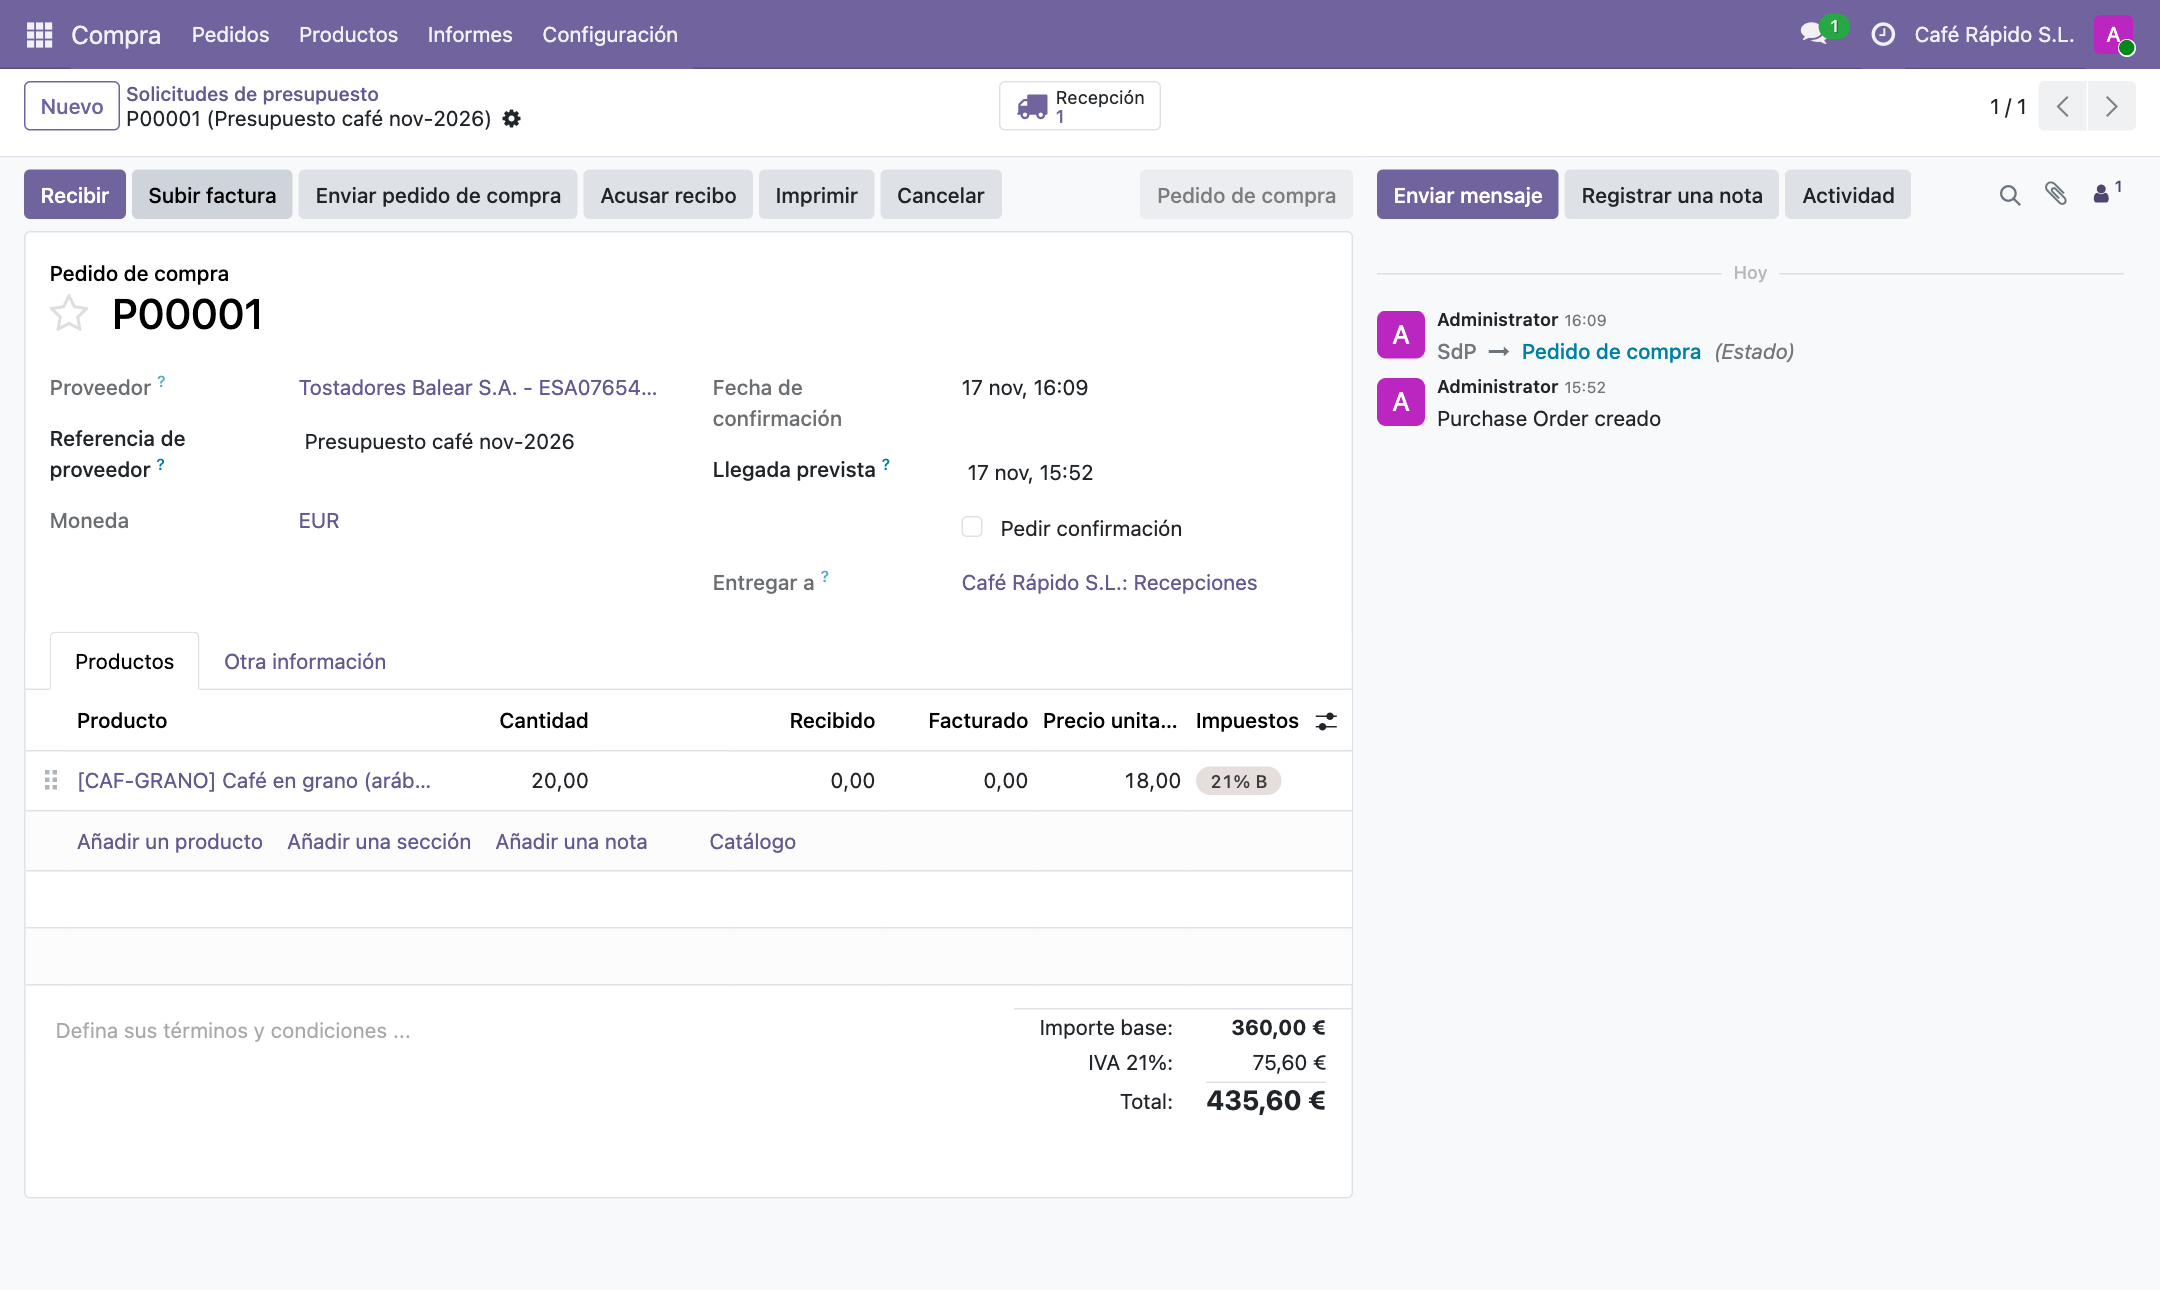 Compra Pedidos Productos Informes Configuración 1 Café Rápido S.L. A
Nuevo
Solicitudes de presupuesto
P00001 (Presupuesto café nov-2026)
Recepción
1
1 / 1
Recibir Subir factura Enviar pedido de compra Acusar recibo Imprimir Cancelar Pedido de compra
Enviar mensaje Registrar una nota Actividad 1
Pedido de compra
P00001
Proveedor ? Tostadores Balear S.A. - ESA07654...
Referencia de proveedor ? Presupuesto café nov-2026
Moneda EUR
Fecha de confirmación 17 nov, 16:09
Llegada prevista ? 17 nov, 15:52
Pedir confirmación
Entregar a ? Café Rápido S.L.: Recepciones
Productos Otra información
Producto Cantidad Recibido Facturado Precio unita... Impuestos
[CAF-GRANO] Café en grano (aráb... 20,00 0,00 0,00 18,00 21% B
Añadir un producto Añadir una sección Añadir una nota Catálogo
Defina sus términos y condiciones ...
Importe base: 360,00 €
IVA 21%: 75,60 €
Total: 435,60 €
Hoy
A Administrator 16:09
SdP → Pedido de compra (Estado)
A Administrator 15:52
Purchase Order creado